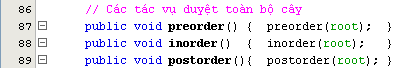 86 // Các tác vụ duyệt toàn bộ cây
87 public void preorder() { preorder(root); }
88 public void inorder() { inorder(root); }
89 public void postorder(){ postorder(root); }